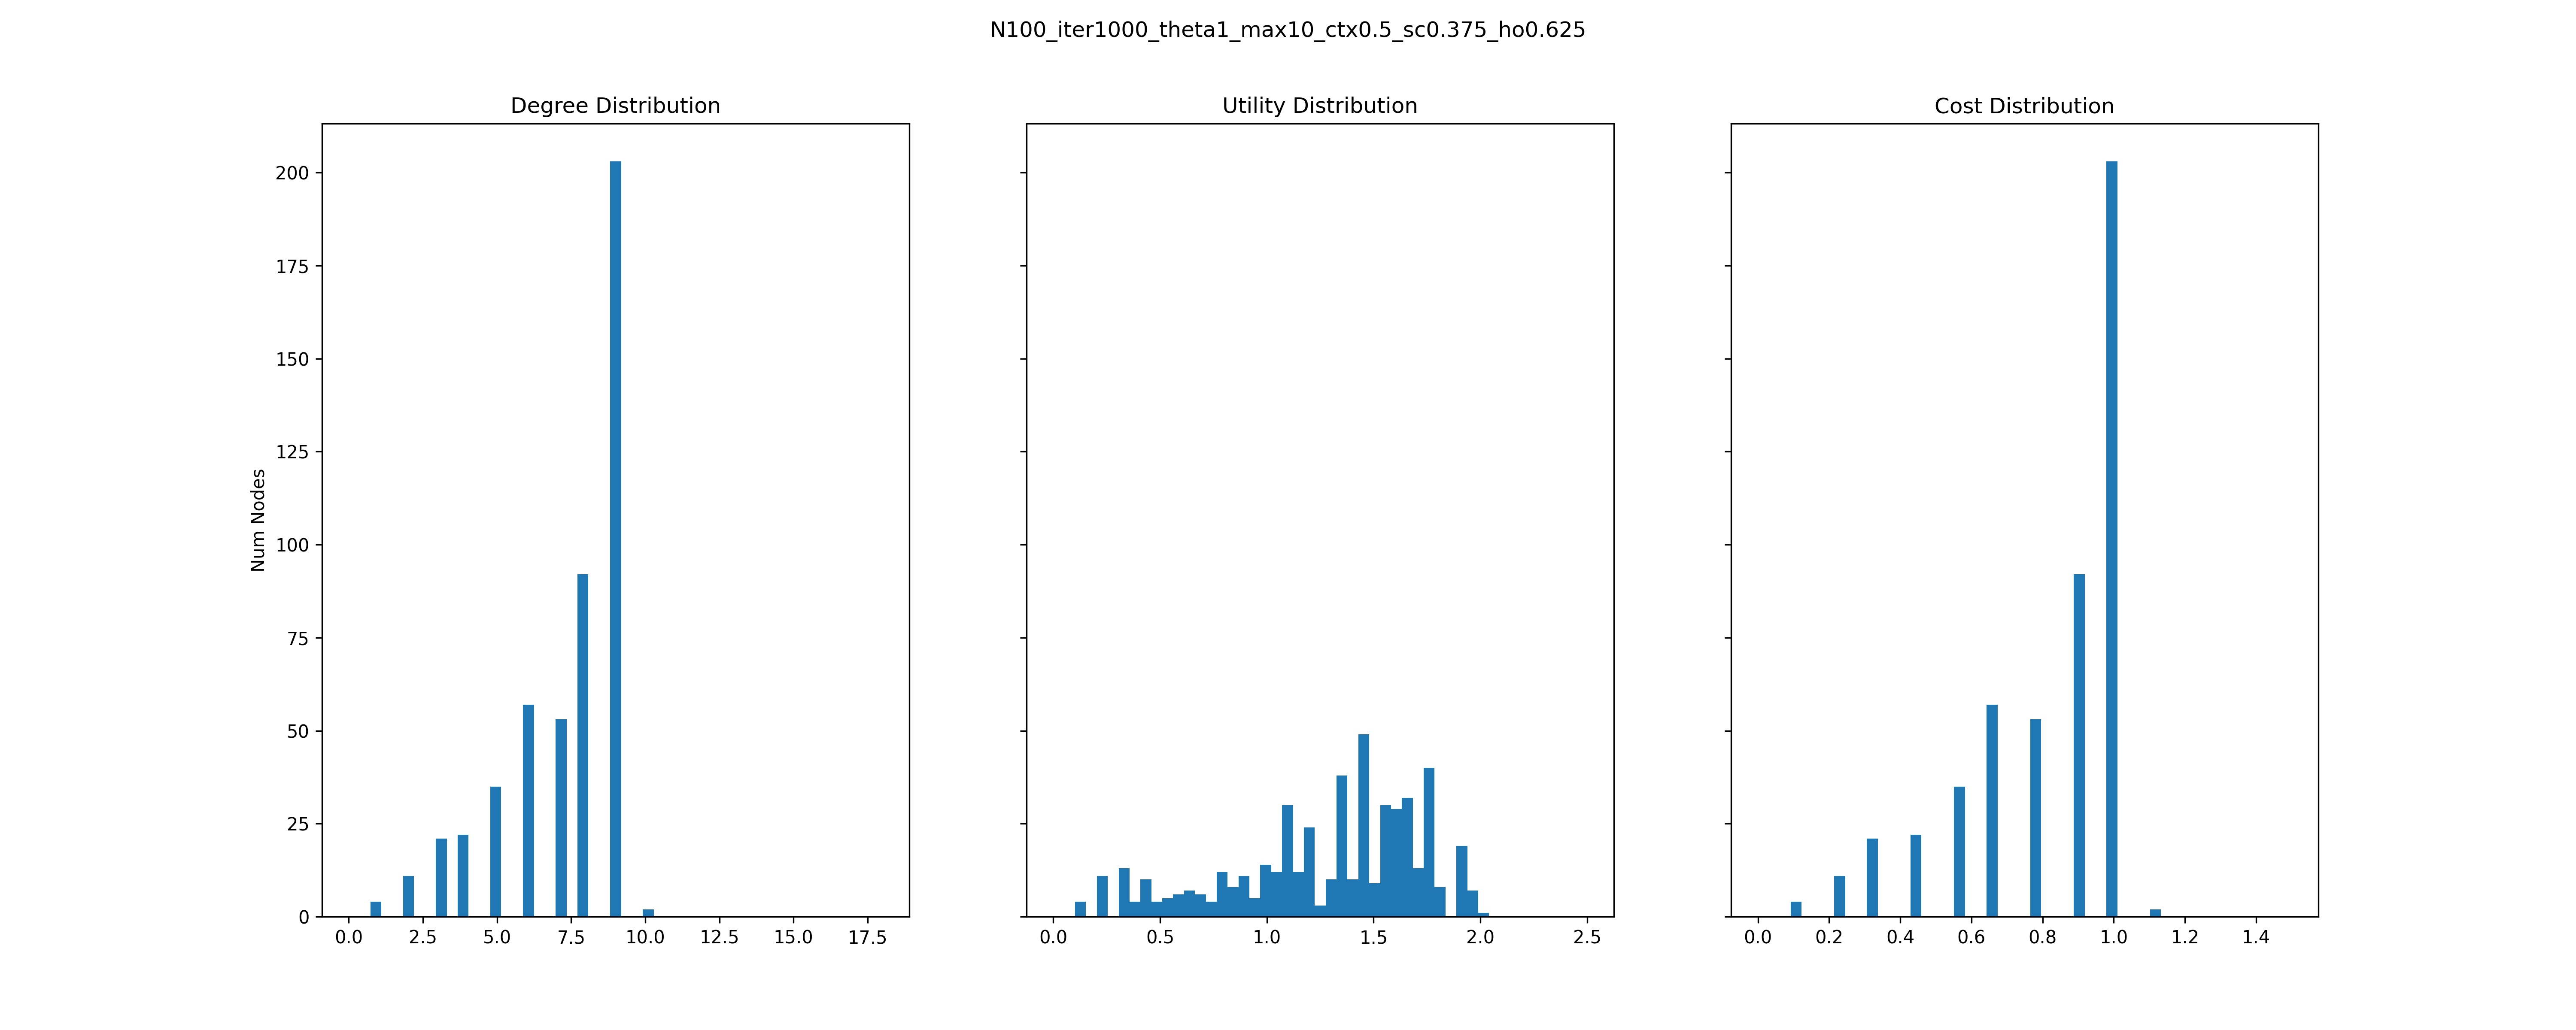 N100_iter1000_theta1_max10_ctx0.5_sc0.375_ho0.625
Degree Distribution
Num Nodes
200
175
150
125
100
75
50
25
0
0.0 2.5 5.0 7.5 10.0 12.5 15.0 17.5
Utility Distribution
0.0 0.5 1.0 1.5 2.0 2.5
Cost Distribution
0.0 0.2 0.4 0.6 0.8 1.0 1.2 1.4